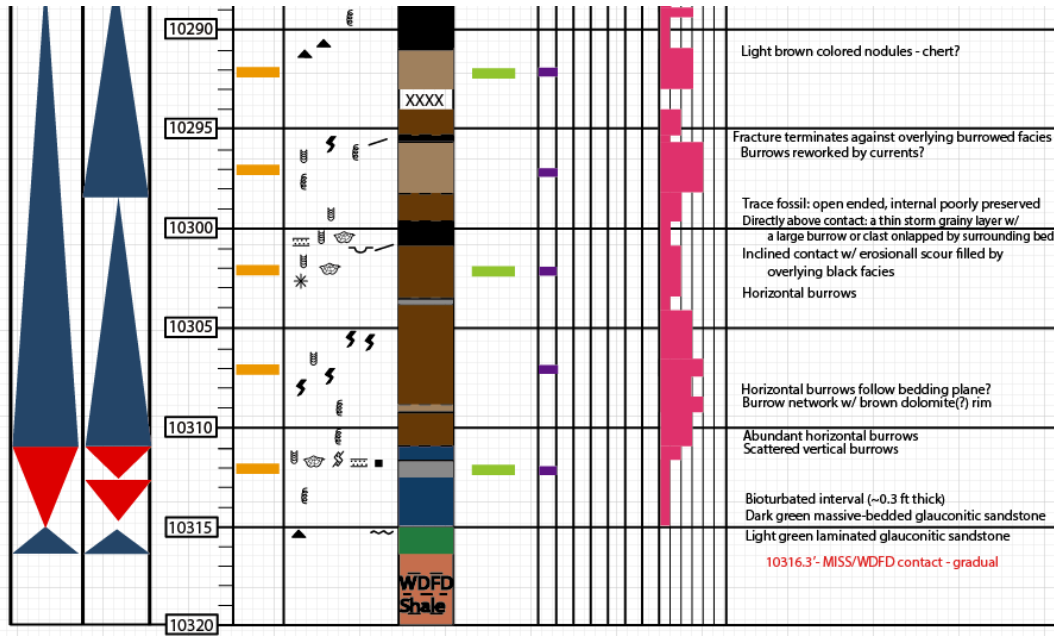 10290
Light brown colored nodules - chert?
XXXX
10295
Fracture terminates against overlying burrowed facies
Burrows reworked by currents?
Trace fossil: open ended, internal poorly preserved
Directly above contact: a thin storm grainy layer w/
10300
a large burrow or clast onlapped by surrounding bed
Inclined contact w/ erosionall scour filled by
overlying black facies
Horizontal burrows
10305
Horizontal burrows follow bedding plane?
Burrow network w/ brown dolomite(?) rim
10310
Abundant horizontal burrows
Scattered vertical burrows
Bioturbated interval (~0.3 ft thick)
Dark green massive-bedded glauconitic sandstone
10315
Light green laminated glauconitic sandstone
10316.3'- MISS/WDFD contact - gradual
WDFD
Shale
10320